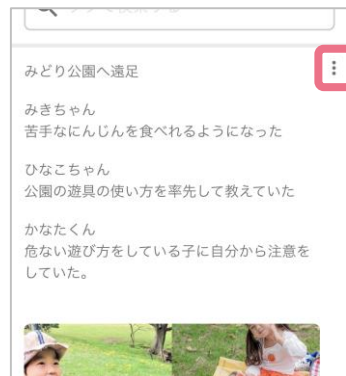 みどり公園へ遠足
みきちゃん
苦手なにんじんを食べれるようになった
ひなこちゃん
公園の遊具の使い方を率先して教えていた
かなたくん
危ない遊び方をしている子に自分から注意を
していた。